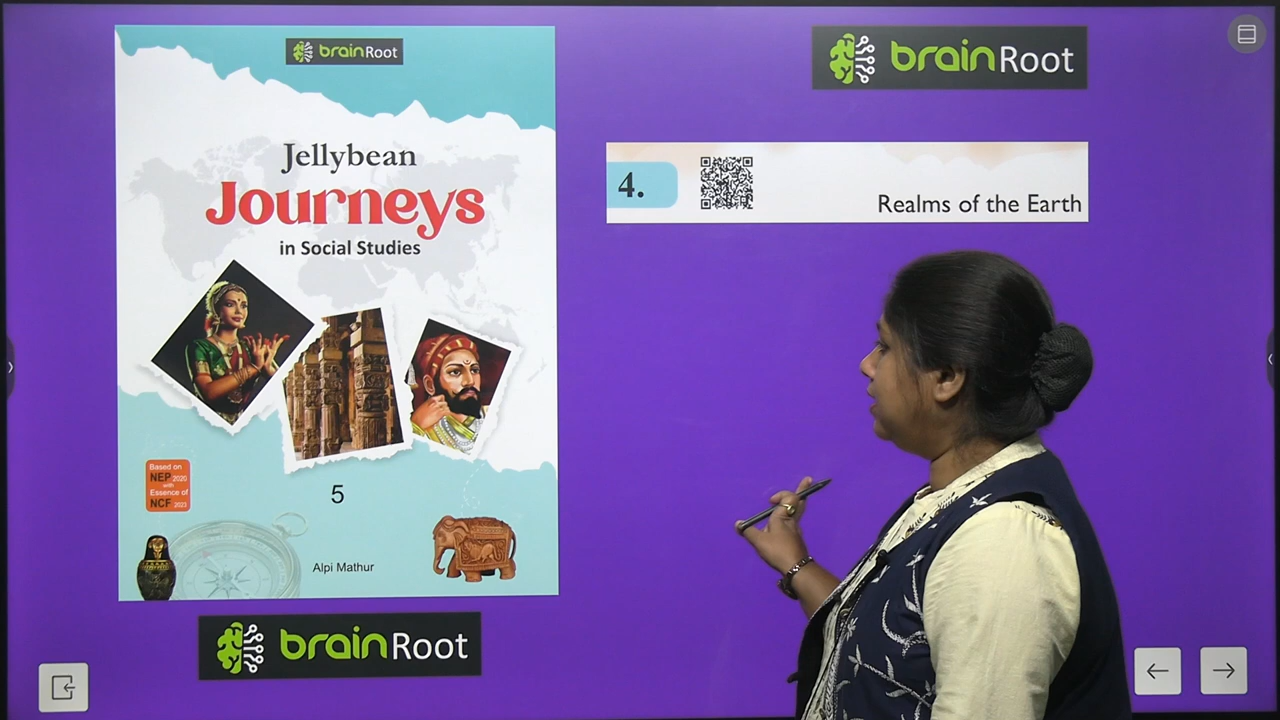 brainRoot
Jellybean
Journeys
in Social Studies
Based on
NEP 2020
with
Essence of
NCF 2023
5
Alpi Mathur
brainRoot
brainRoot
4.
Realms of the Earth